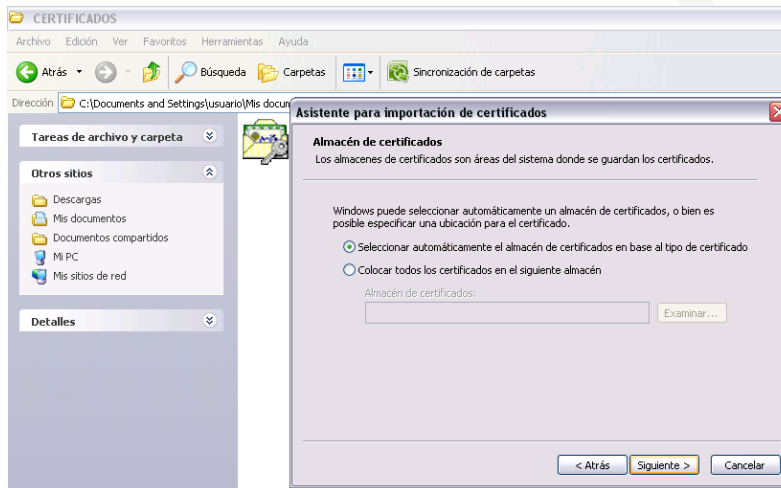 CERTIFICADOS
Archivo Edición Ver Favoritos Herramientas Ayuda
Atrás Búsqueda Carpetas Sincronización de carpetas
Dirección C:\Documents and Settings\usuario\Mis docun
Tareas de archivo y carpeta
Otros sitios
Descargas
Mis documentos
Documentos compartidos
Mi PC
Mis sitios de red
Detalles
Asistente para importación de certificados
Almacén de certificados
Los almacenes de certificados son áreas del sistema donde se guardan los certificados.
Windows puede seleccionar automáticamente un almacén de certificados, o bien es
posible especificar una ubicación para el certificado.
Seleccionar automáticamente el almacén de certificados en base al tipo de certificado
Colocar todos los certificados en el siguiente almacén
Almacén de certificados:
Examinar...
< Atrás Siguiente > Cancelar